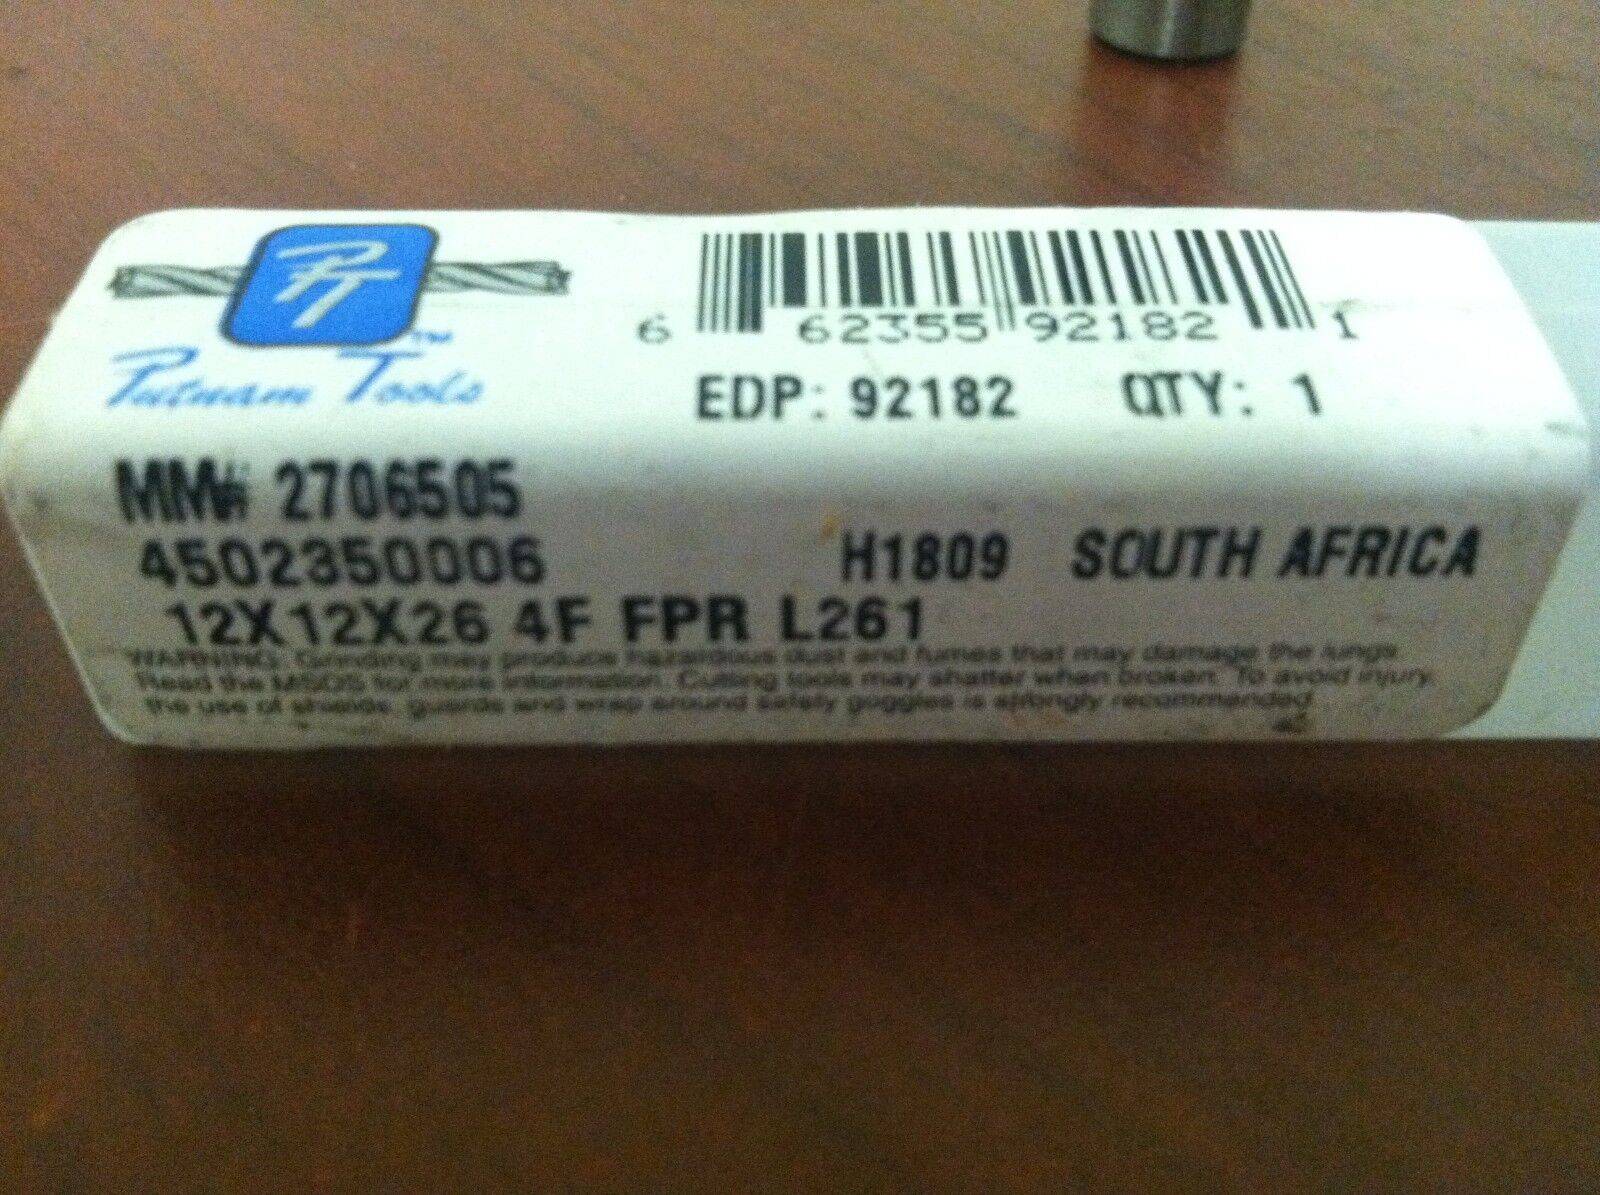 PTT
Putnam Tools™
6 62355 92182 1
EDP: 92182 QTY: 1
MM# 2706505
4502350006 H1809 SOUTH AFRICA
12X12X26 4F FPR L261
WARNING: Grinding may produce hazardous dust and fumes that may damage the lungs.
Read the MSDS for more information. Cutting tools may shatter when broken. To avoid injury,
the use of shields, guards and wrap around safety goggles is strongly recommended.